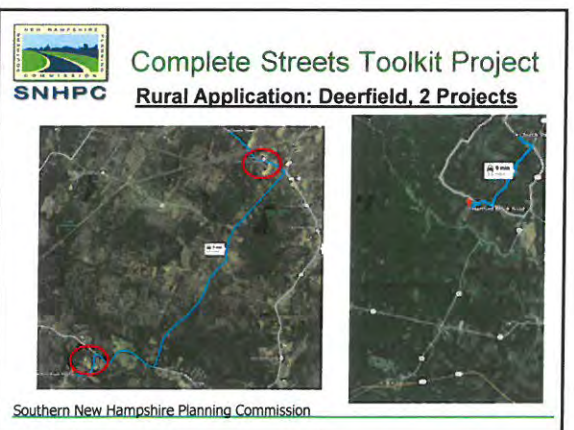 NEW HAMPSHIRE
COMMISSION
SNHPC
Complete Streets Toolkit Project
Rural Application: Deerfield, 2 Projects
Southern New Hampshire Planning Commission